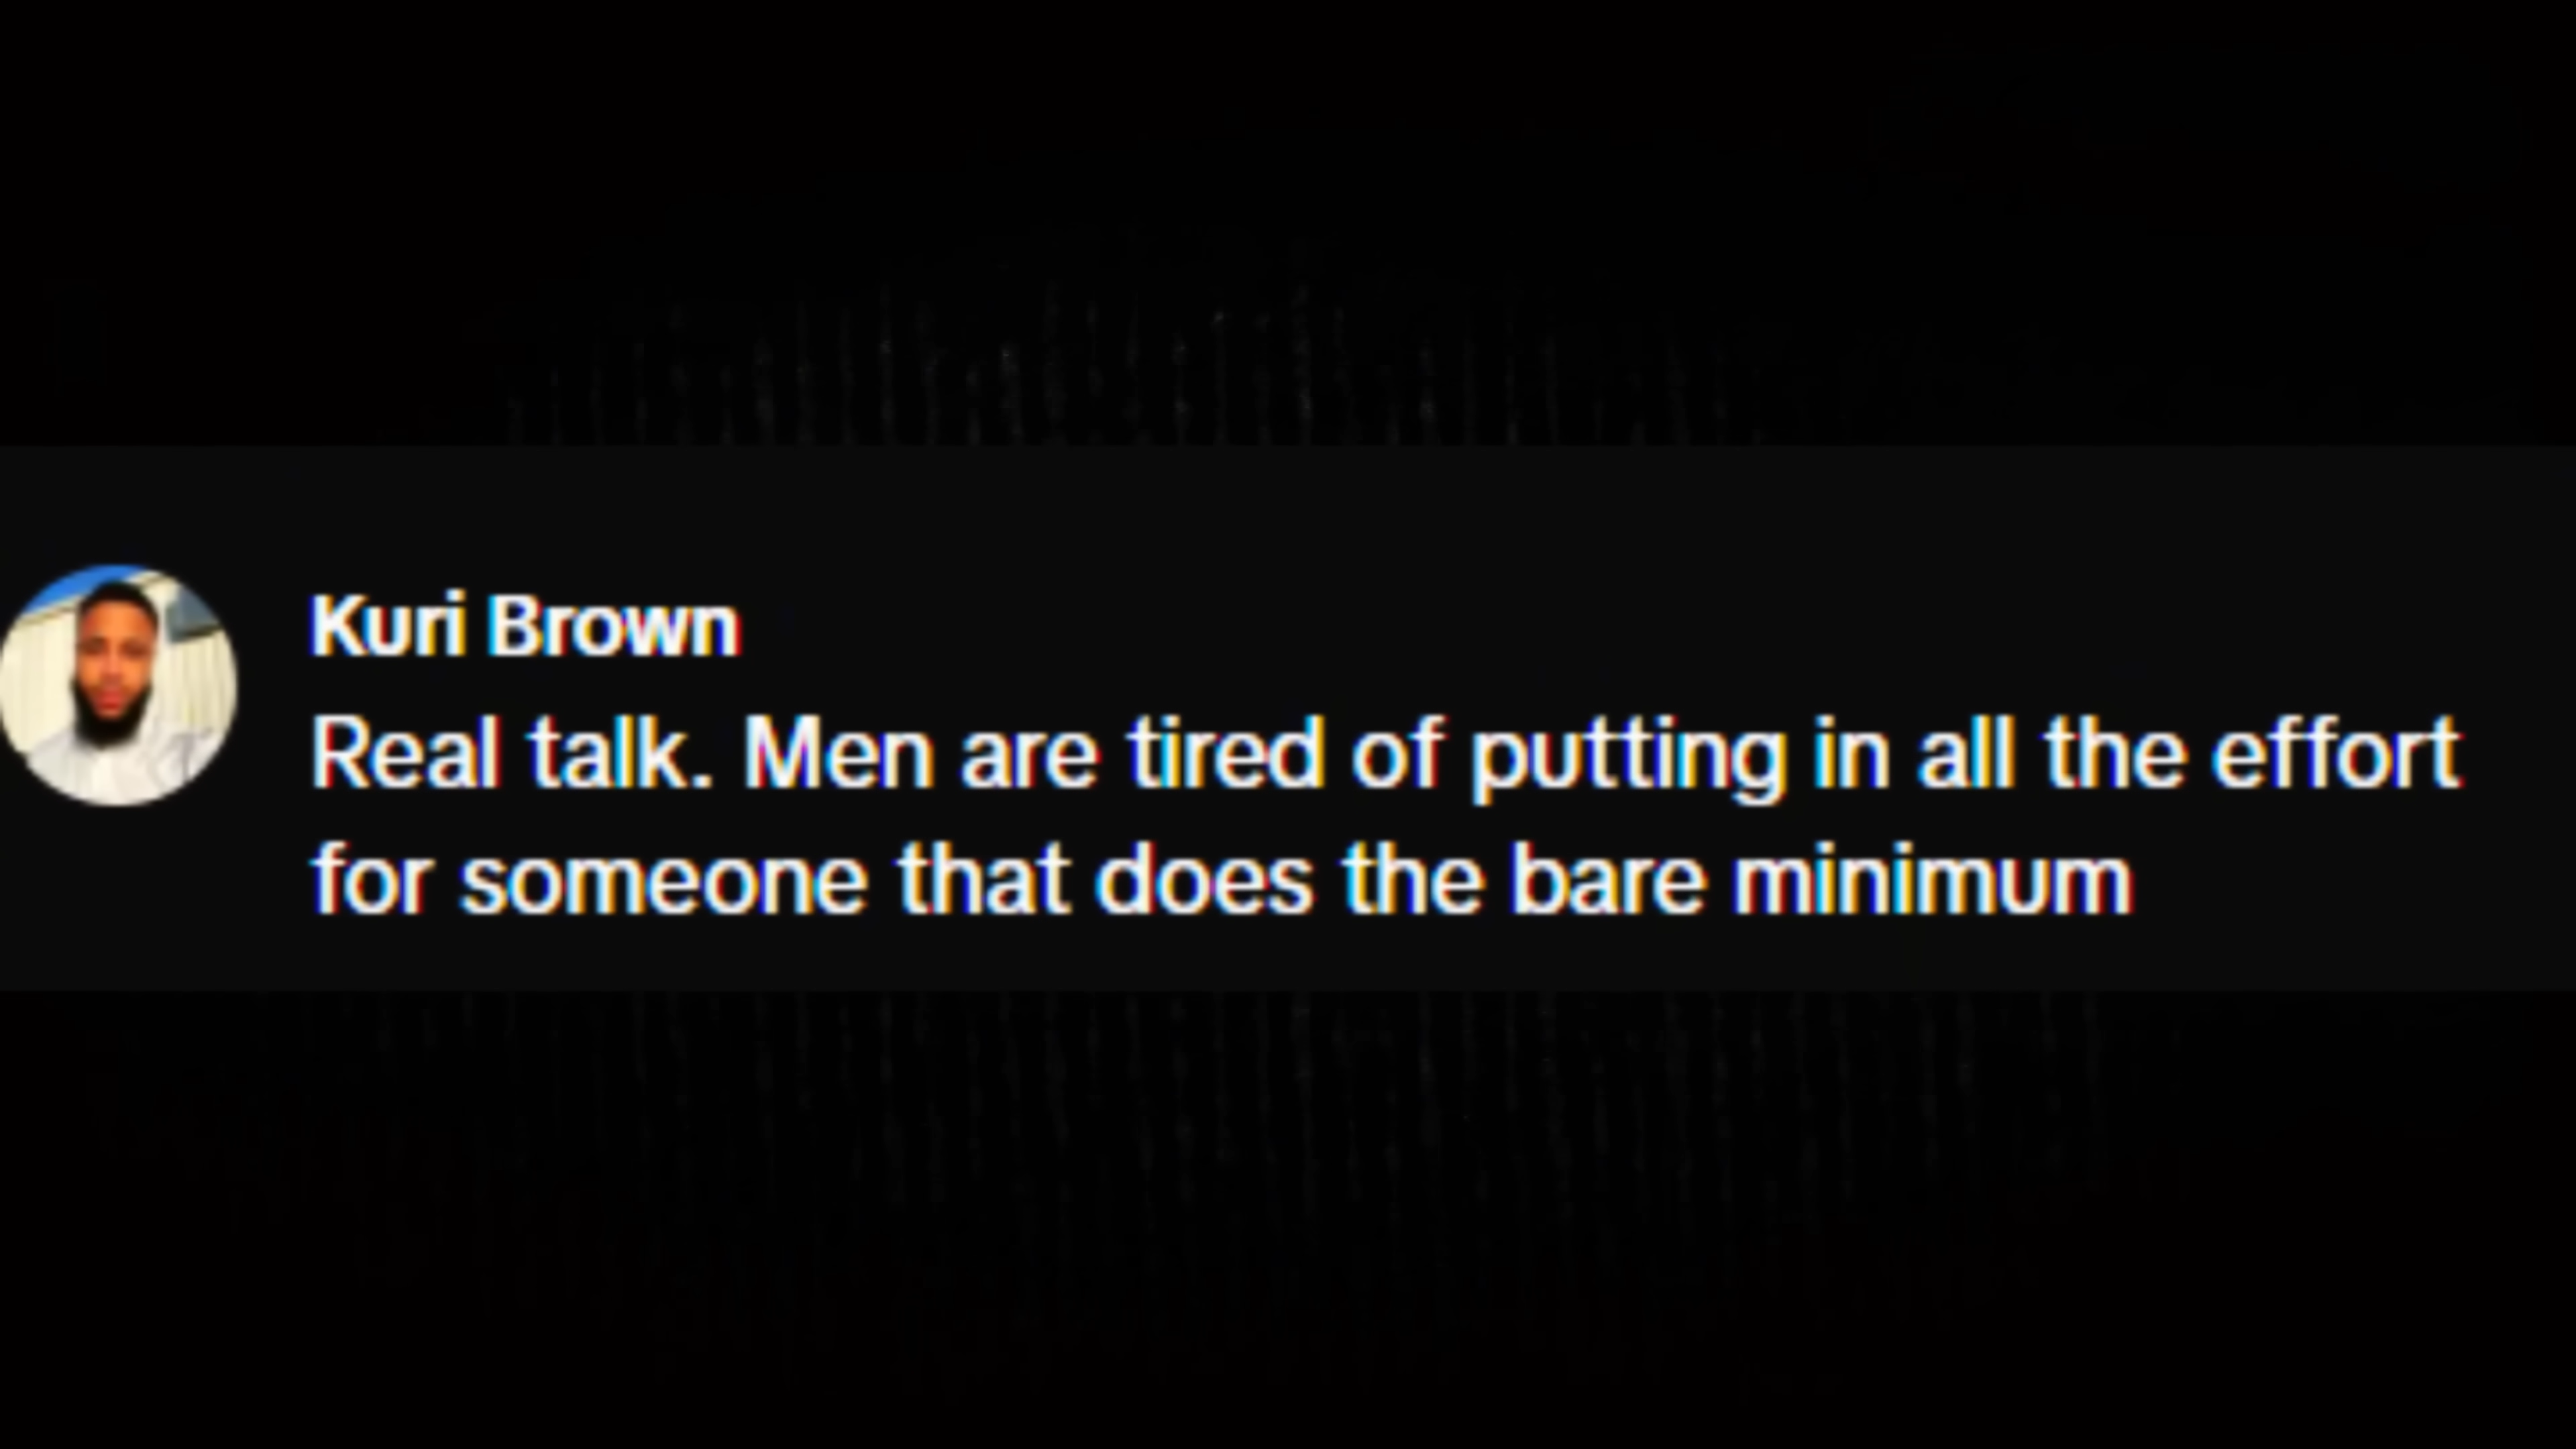 Kuri Brown
Real talk. Men are tired of putting in all the effort
for someone that does the bare minimum